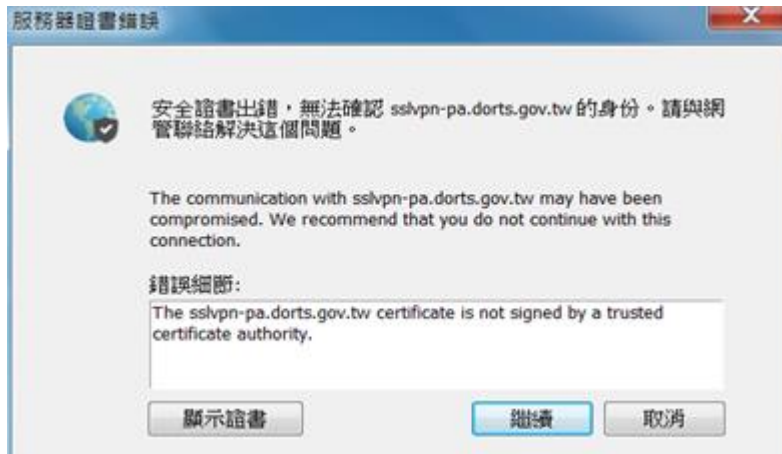 服務器證書錯誤
安全證書出錯，無法確認 sslvpn-pa.dorts.gov.tw 的身份。請與網
管聯絡解決這個問題。
The communication with sslvpn-pa.dorts.gov.tw may have been
compromised. We recommend that you do not continue with this
connection.
錯誤細節:
The sslvpn-pa.dorts.gov.tw certificate is not signed by a trusted
certificate authority.
顯示證書
繼續
取消